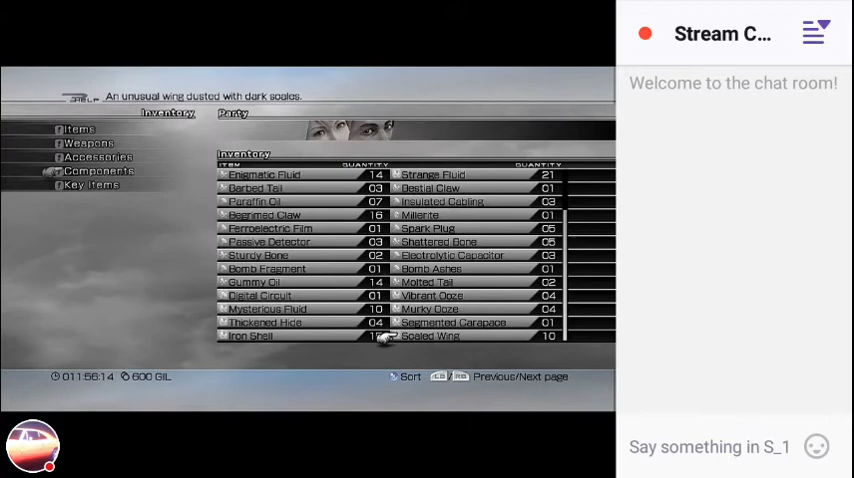 Stream C...
Welcome to the chat room!
HELP An unusual wing dusted with dark scales.
Inventory Party
Items
Weapons
Accessories
Components
Key Items
Inventory
ITEM QUANTITY QUANTITY
Enigmatic Fluid 14 Strange Fluid 21
Barbed Tail 03 Bestial Claw 01
Paraffin Oil 07 Insulated Cabling 03
Begrimed Claw 16 Millerite 01
Ferroelectric Film 01 Spark Plug 05
Passive Detector 03 Shattered Bone 05
Sturdy Bone 02 Electrolytic Capacitor 03
Bomb Fragment 01 Bomb Ashes 01
Gummy Oil 14 Molted Tail 02
Digital Circuit 01 Vibrant Ooze 04
Mysterious Fluid 10 Murky Ooze 04
Thickened Hide 04 Segmented Carapace 01
Iron Shell Scaled Wing 10
011:56:14 600 GIL Sort LB/RB Previous/Next page
Say something in S_1